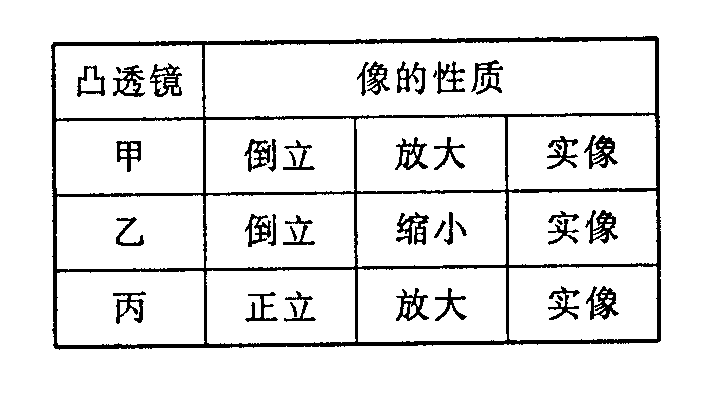 凸透镜 像的性质
甲 倒立 放大 实像
乙 倒立 缩小 实像
丙 正立 放大 实像